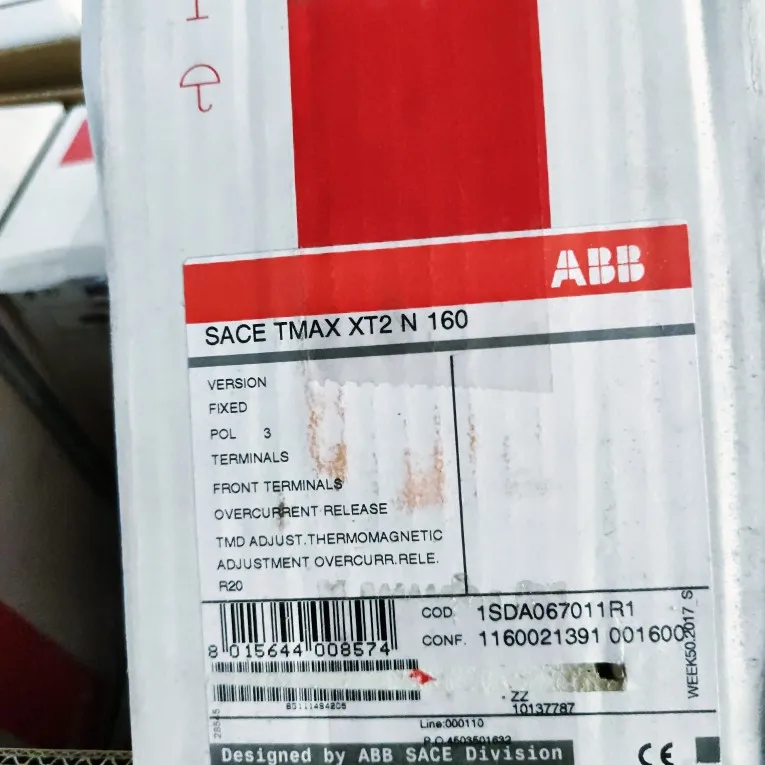 ABB
SACE TMAX XT2 N 160
VERSION
FIXED
POL 3
TERMINALS
FRONT TERMINALS
OVERCURRENT RELEASE
TMD ADJUST.THERMOMAGNETIC
ADJUSTMENT OVERCURR.RELE.
R20
8 015644 008574
COD 1SDA067011R1
CONF. 1160021391 001600
WEEK50.2017 S
ZZ
10137787
Line:000110
P.O.4503501632
Designed by ABB SACE Division
CE